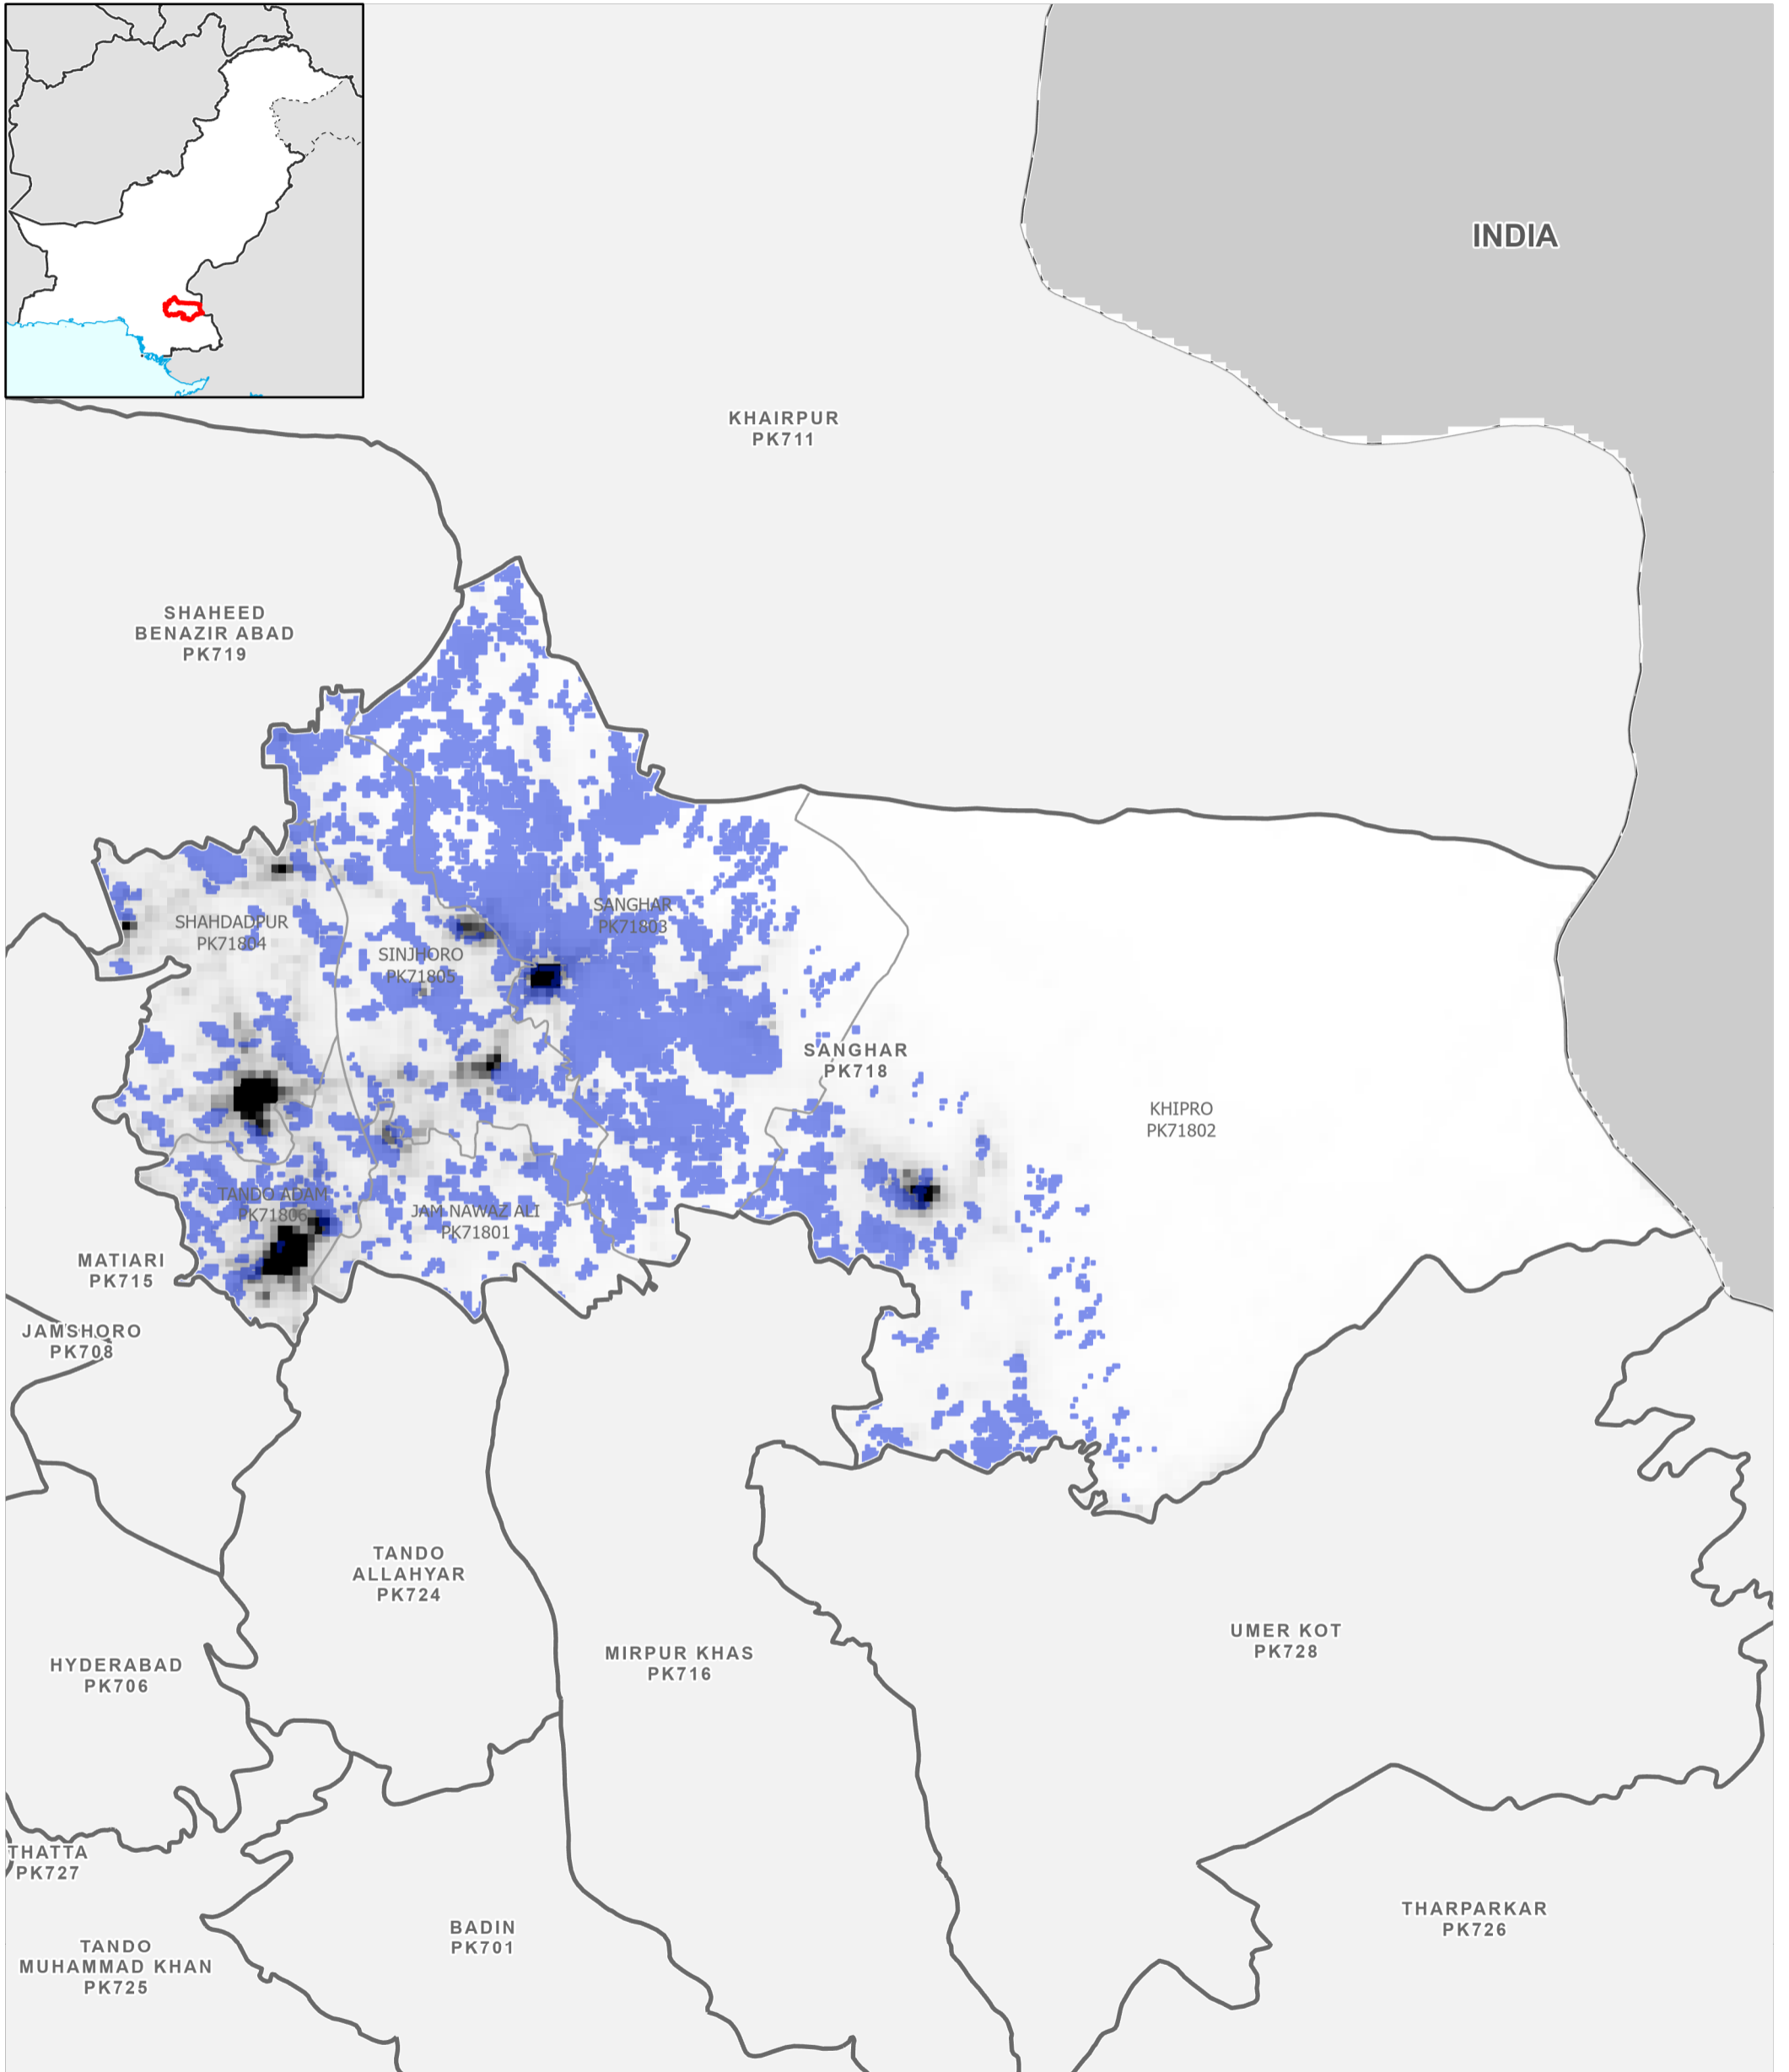 INDIA
KHAIRPUR
PK711
SHAHEED
BENAZIR ABAD
PK719
SANGHAR
PK71803
SHAHDADPUR
PK71804
SINJHORO
PK71805
SANGHAR
PK718
KHIPRO
PK71802
TANDO ADAM
PK71806
JAM NAWAZ ALI
PK71801
MATIARI
PK715
JAMSHORO
PK708
TANDO
ALLAHYAR
PK724
UMER KOT
PK728
MIRPUR KHAS
PK716
HYDERABAD
PK706
THATTA
PK727
THARPARKAR
PK726
BADIN
PK701
TANDO
MUHAMMAD KHAN
PK725